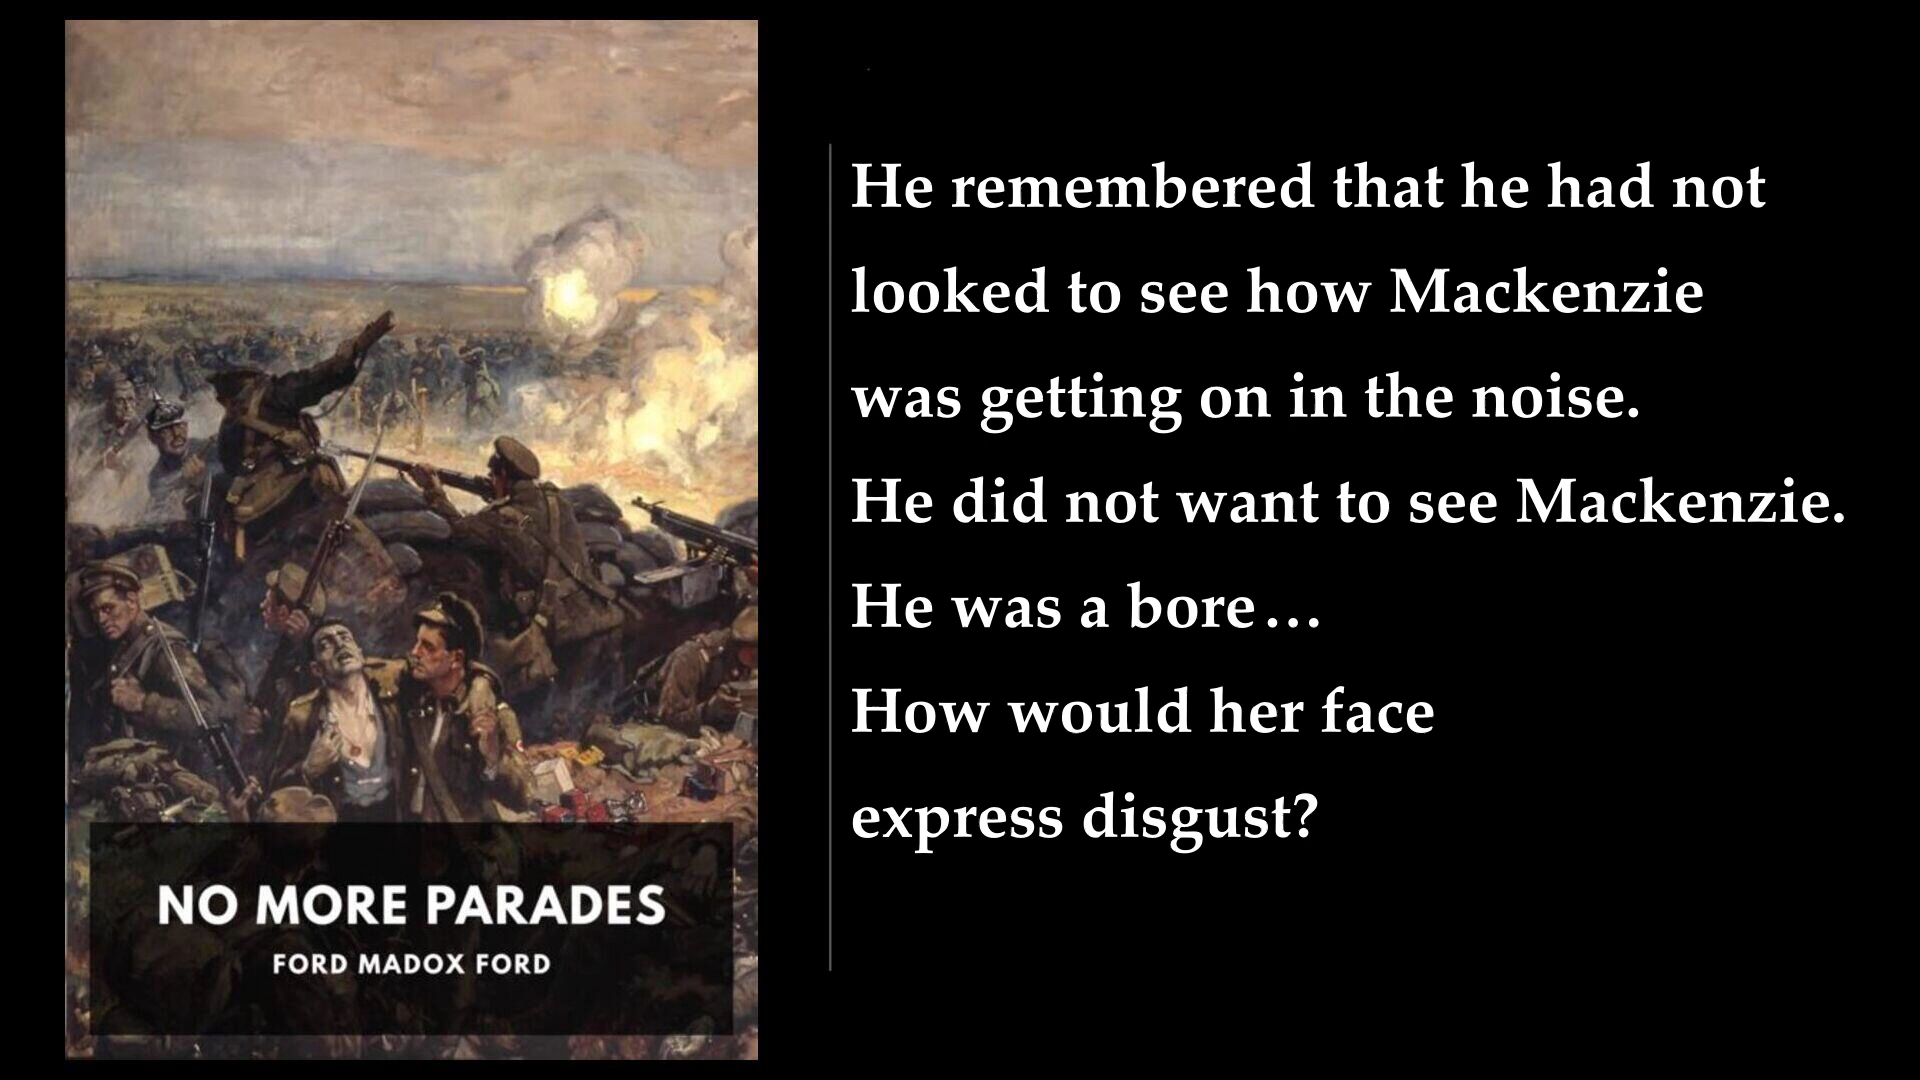 NO MORE PARADES
FORD MADOX FORD
He remembered that he had not
looked to see how Mackenzie
was getting on in the noise.
He did not want to see Mackenzie.
He was a bore…
How would her face
express disgust?